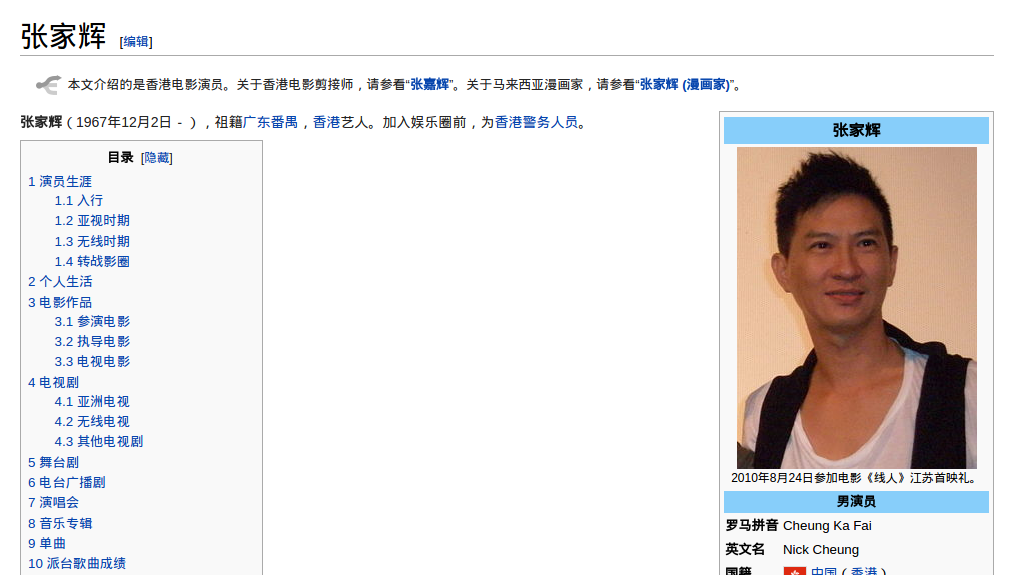 张家辉 [编辑]
本文介绍的是香港电影演员。关于香港电影剪接师，请参看“张嘉辉”。关于马来西亚漫画家，请参看“张家辉 (漫画家)”。
张家辉（1967年12月2日 - ），祖籍广东番禺，香港艺人。加入娱乐圈前，为香港警务人员。
目录 [隐藏]
1 演员生涯
1.1 入行
1.2 亚视时期
1.3 无线时期
1.4 转战影圈
2 个人生活
3 电影作品
3.1 参演电影
3.2 执导电影
3.3 电视电影
4 电视剧
4.1 亚洲电视
4.2 无线电视
4.3 其他电视剧
5 舞台剧
6 电台广播剧
7 演唱会
8 音乐专辑
9 单曲
10 派台歌曲成绩
张家辉
2010年8月24日参加电影《线人》江苏首映礼。
男演员
罗马拼音 Cheung Ka Fai
英文名 Nick Cheung
国籍 中国（香港）